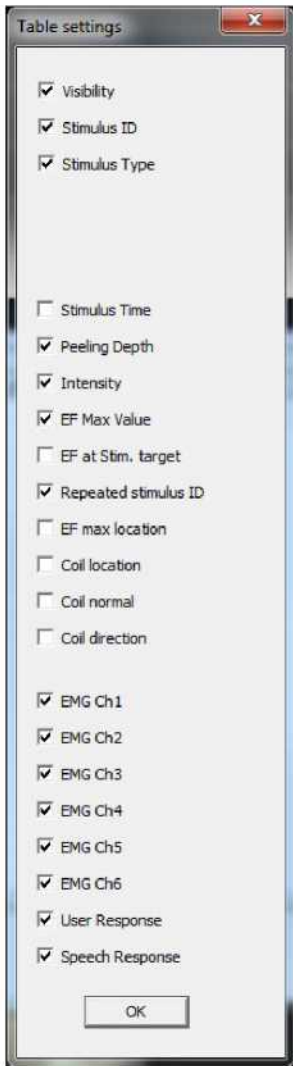 Table settings
Visibility
Stimulus ID
Stimulus Type
Stimulus Time
Peeling Depth
Intensity
EF Max Value
EF at Stim. target
Repeated stimulus ID
EF max location
Coil location
Coil normal
Coil direction
EMG Ch1
EMG Ch2
EMG Ch3
EMG Ch4
EMG Ch5
EMG Ch6
User Response
Speech Response
OK